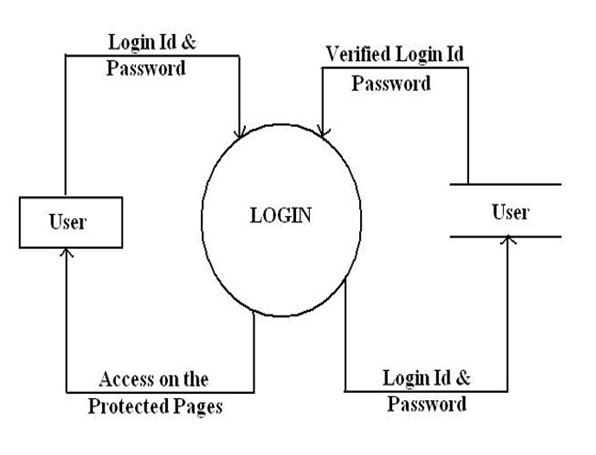 Login Id &
Password
Verified Login Id
Password
User
LOGIN
User
Access on the
Protected Pages
Login Id &
Password